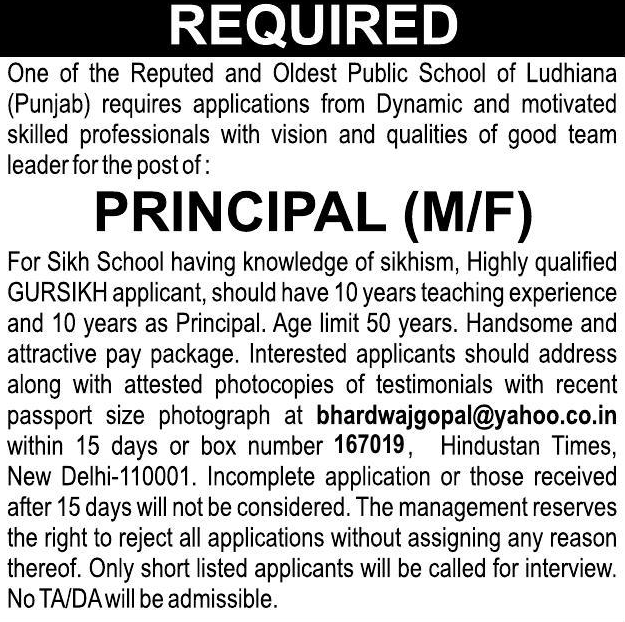 REQUIRED
One of the Reputed and Oldest Public School of Ludhiana
(Punjab) requires applications from Dynamic and motivated
skilled professionals with vision and qualities of good team
leader for the post of :
PRINCIPAL (M/F)
For Sikh School having knowledge of sikhism, Highly qualified
GURSIKH applicant, should have 10 years teaching experience
and 10 years as Principal. Age limit 50 years. Handsome and
attractive pay package. Interested applicants should address
along with attested photocopies of testimonials with recent
passport size photograph at bhardwajgopal@yahoo.co.in
within 15 days or box number 167019 , Hindustan Times,
New Delhi-110001. Incomplete application or those received
after 15 days will not be considered. The management reserves
the right to reject all applications without assigning any reason
thereof. Only short listed applicants will be called for interview.
No TA/DA will be admissible.